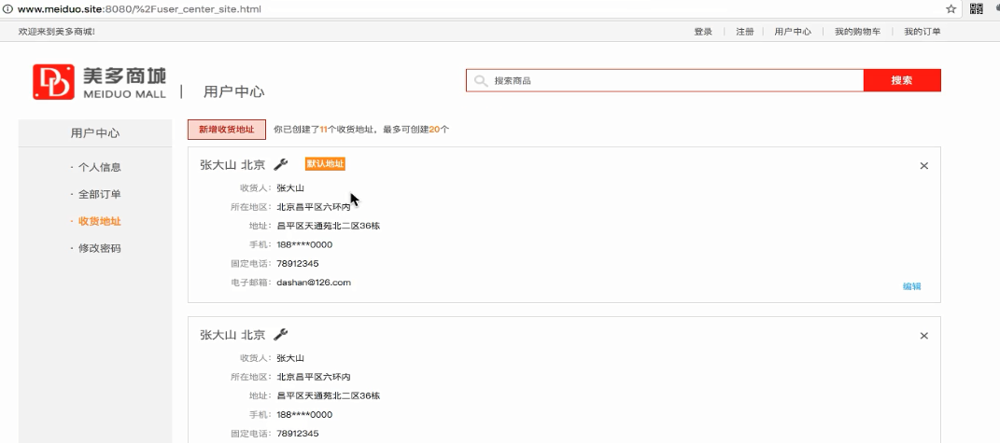 www.meiduo.site:8080/%2Fuser_center_site.html
欢迎来到美多商城! 登录 | 注册 | 用户中心 | 我的购物车 | 我的订单
美多商城
MEIDUO MALL | 用户中心
搜索商品 搜索
用户中心
· 个人信息
· 全部订单
· 收货地址
· 修改密码
新增收货地址 你已创建了11个收货地址，最多可创建20个
张大山 北京 默认地址 ×
收货人： 张大山
所在地区： 北京昌平区六环内
地址： 昌平区天通苑北二区36栋
手机： 188****0000
固定电话： 78912345
电子邮箱： dashan@126.com
编辑
张大山 北京 ×
收货人： 张大山
所在地区： 北京昌平区六环内
地址： 昌平区天通苑北二区36栋
手机： 188****0000
固定电话： 78912345